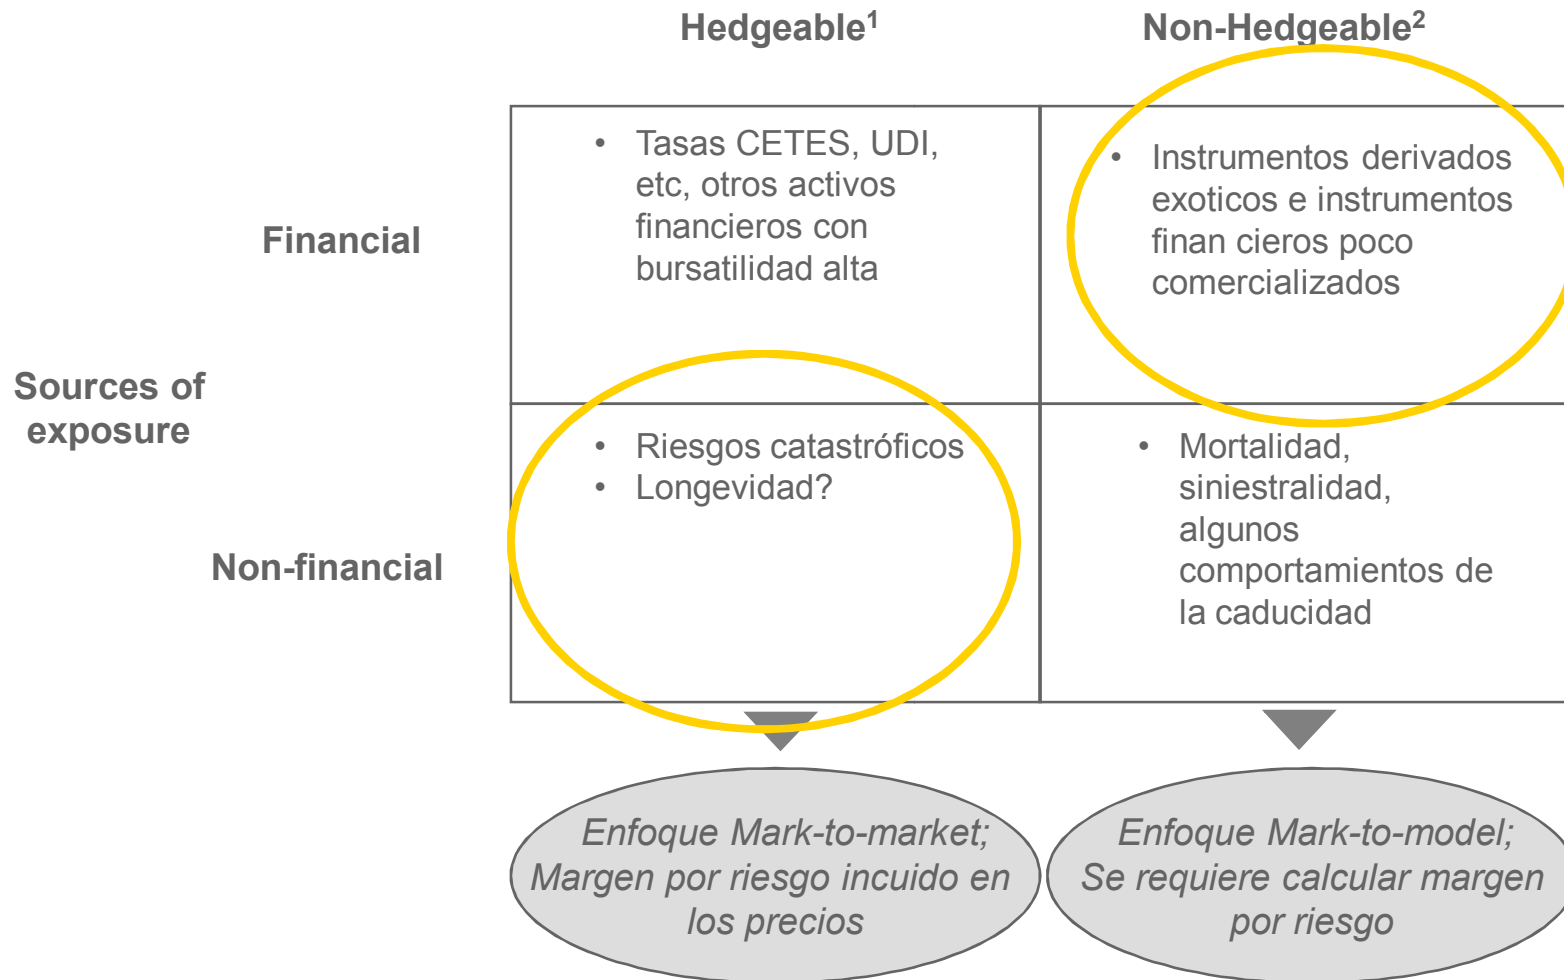 Hedgeable1
Non-Hedgeable2
Financial
• Tasas CETES, UDI,
etc, otros activos
financieros con
bursatilidad alta
• Instrumentos derivados
exoticos e instrumentos
finan cieros poco
comercializados
Sources of
exposure
Non-financial
• Riesgos catastróficos
• Longevidad?
• Mortalidad,
siniestralidad,
algunos
comportamientos de
la caducidad
Enfoque Mark-to-market;
Margen por riesgo incuido en
los precios
Enfoque Mark-to-model;
Se requiere calcular margen
por riesgo